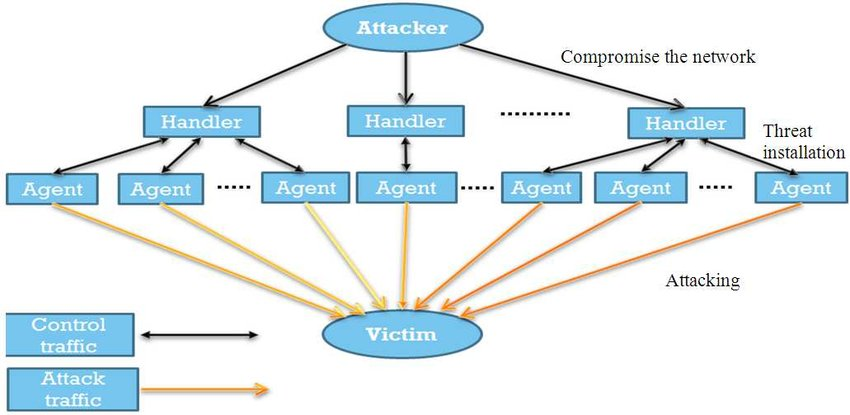 Attacker
Compromise the network
Handler
Handler
Handler
Threat
installation
Agent
Agent
Agent
Agent
Agent
Agent
Agent
Attacking
Control
traffic
Victim
Attack
traffic